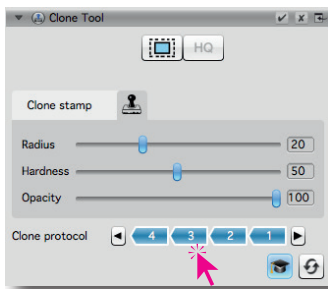 Clone Tool
HQ
Clone stamp
Radius 20
Hardness 50
Opacity 100
Clone protocol 4 3 2 1